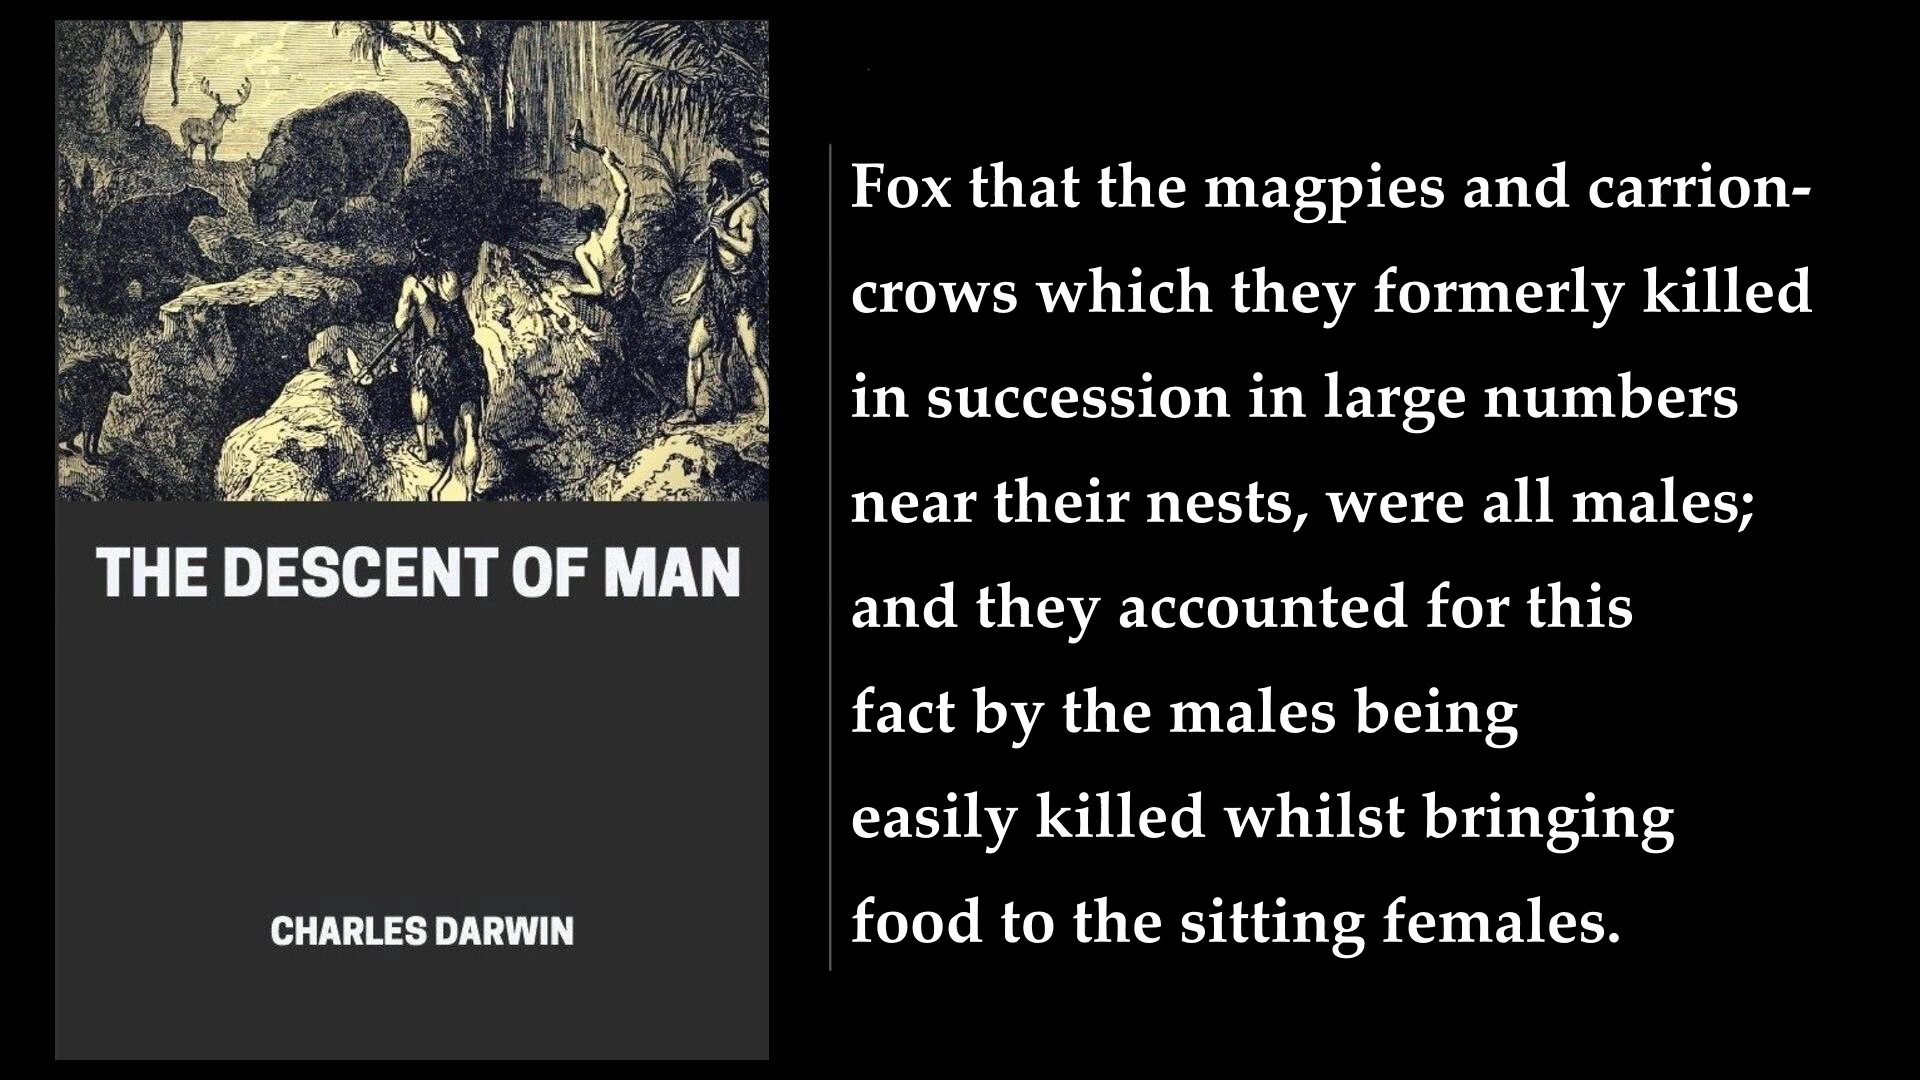 THE DESCENT OF MAN
CHARLES DARWIN
Fox that the magpies and carrion-
crows which they formerly killed
in succession in large numbers
near their nests, were all males;
and they accounted for this
fact by the males being
easily killed whilst bringing
food to the sitting females.